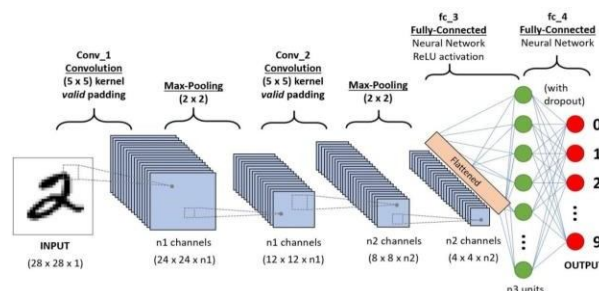 fc_3
Fully-Connected
Neural Network
ReLU activation
fc_4
Fully-Connected
Neural Network
Conv_1
Convolution
(5 x 5) kernel
valid padding
Max-Pooling
(2 x 2)
Conv_2
Convolution
(5 x 5) kernel
valid padding
Max-Pooling
(2 x 2)
(with
dropout)
Flattened
0
1
2
9
INPUT
(28 x 28 x 1)
n1 channels
(24 x 24 x n1)
n1 channels
(12 x 12 x n1)
n2 channels
(8 x 8 x n2)
n2 channels
(4 x 4 x n2)
n3 units
OUTPUT